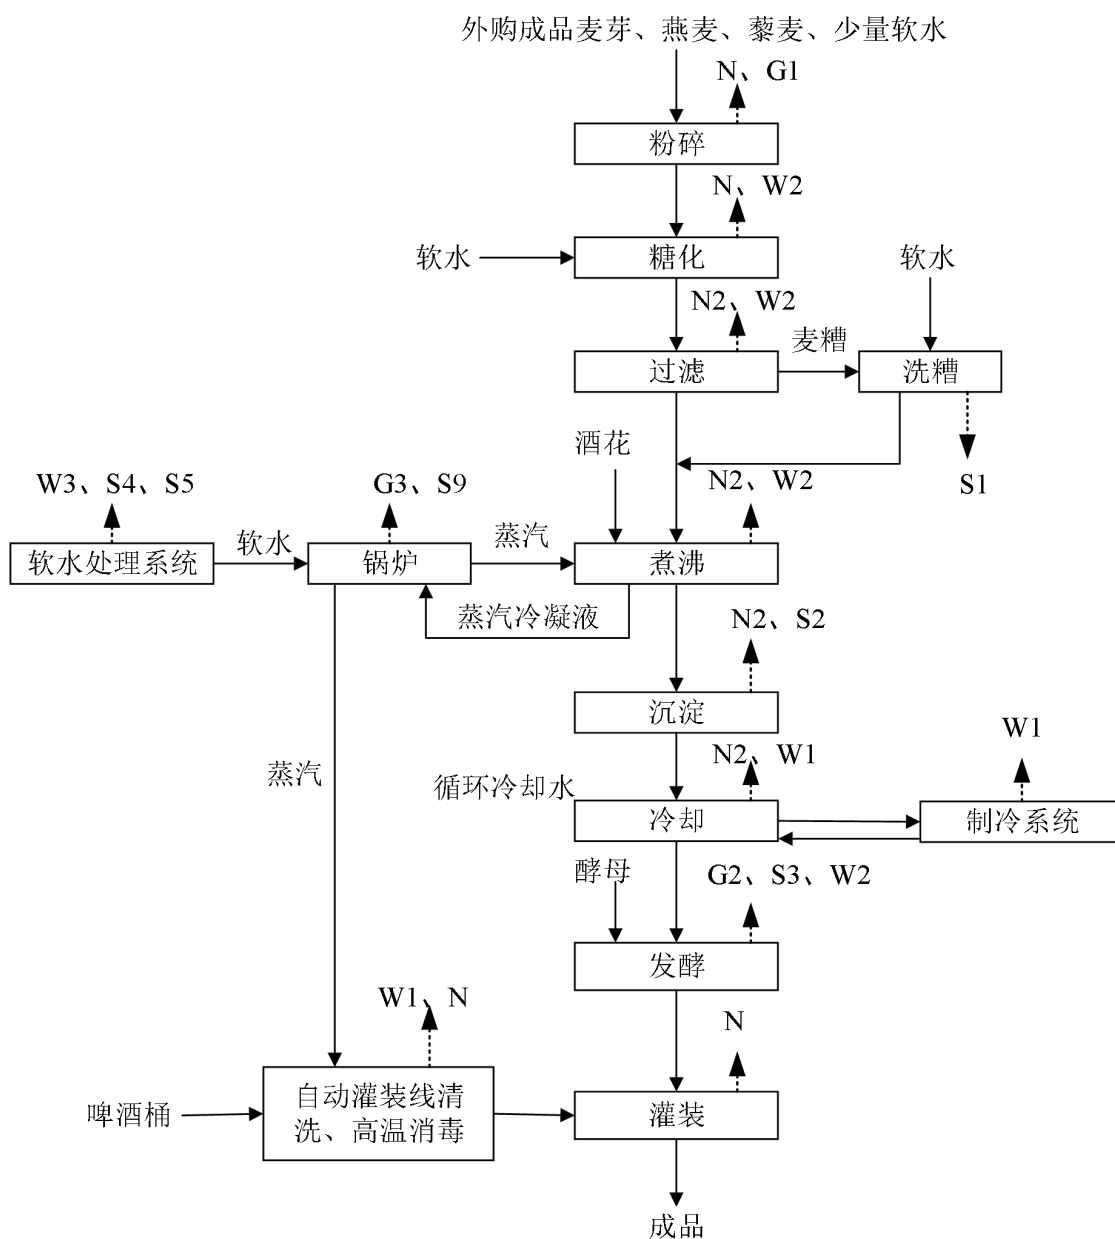 外购成品麦芽、燕麦、藜麦、少量软水
N、G1
粉碎
N、W2
软水
糖化
软水
N2、W2
麦糟
过滤
洗糟
酒花
S1
W3、S4、S5
G3、S9
N2、W2
软水
蒸汽
软水处理系统
锅炉
煮沸
蒸汽冷凝液
N2、S2
沉淀
W1
蒸汽
N2、W1
循环冷却水
冷却
制冷系统
酵母
G2、S3、W2
发酵
W1、N
N
啤酒桶
自动灌装线清
洗、高温消毒
灌装
成品